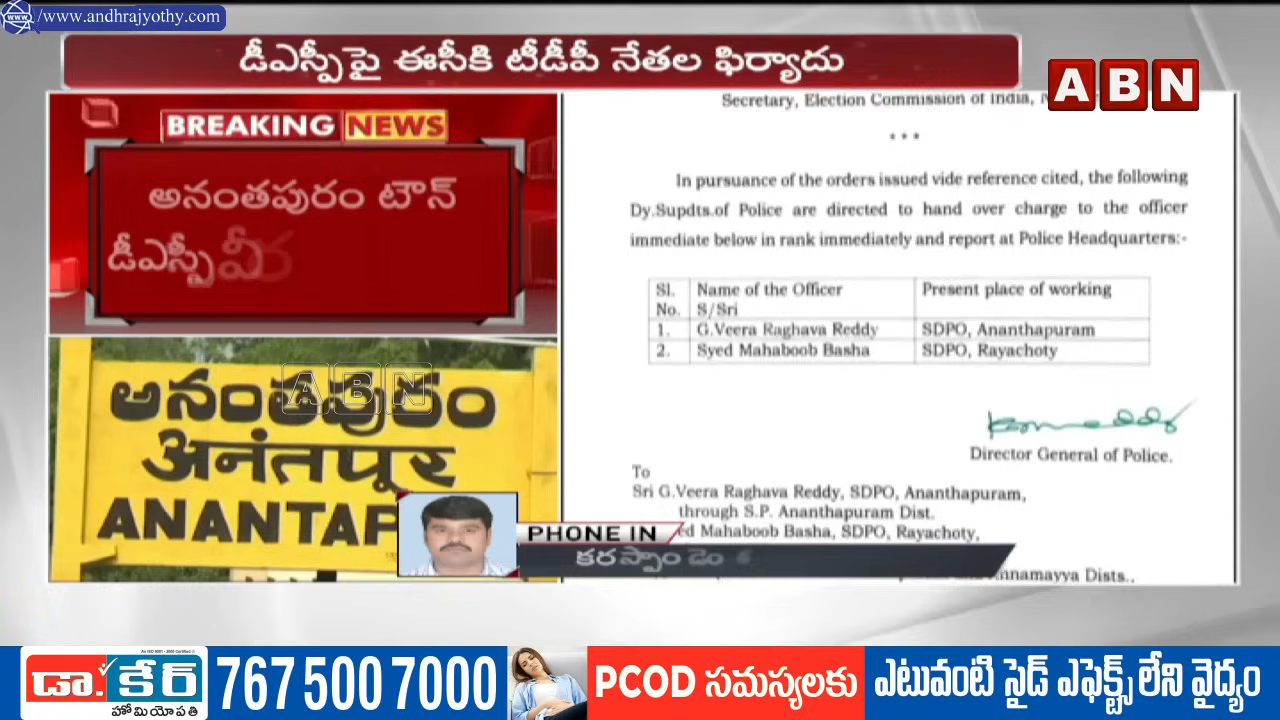 /www.andhrajyothy.com
డీఎస్పీపై ఈసీకి టీడీపీ నేతల ఫిర్యాదు
ABN
BREAKING NEWS
అనంతపురం టౌన్
డీఎస్పీ వీర
Secretary, Election Commission of India,
***
In pursuance of the orders issued vide reference cited, the following
Dy.Supdts.of Police are directed to hand over charge to the officer
immediate below in rank immediately and report at Police Headquarters:-
Sl. Name of the Officer Present place of working
No. S/Sri
1. G.Veera Raghava Reddy SDPO, Ananthapuram
2. Syed Mahaboob Basha SDPO, Rayachoty
Director General of Police.
To
Sri G.Veera Raghava Reddy, SDPO, Ananthapuram,
through S.P. Ananthapuram Dist.
Mahaboob Basha, SDPO, Rayachoty,
Dists.,
అనంతపురం
ABN
अनंतपूर
ANANTAP
PHONE IN
కరస్పాండెం
డా. కేర్
హోమియోపతి
767 500 7000
PCOD సమస్యలకు
ఎటువంటి సైడ్ ఎఫెక్ట్స్ లేని వైద్యం